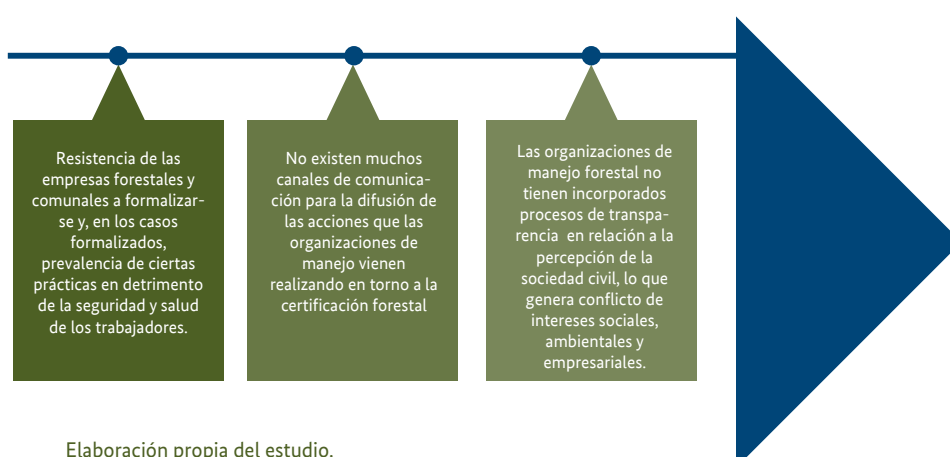 Resistencia de las
empresas forestales y
comunales a formalizar-
se y, en los casos
formalizados,
prevalencia de ciertas
prácticas en detrimento
de la seguridad y salud
de los trabajadores.
No existen muchos
canales de comunica-
ción para la difusión de
las acciones que las
organizaciones de
manejo vienen
realizando en torno a la
certificación forestal
Las organizaciones de
manejo forestal no
tienen incorporados
procesos de transpa-
rencia en relación a la
percepción de la
sociedad civil, lo que
genera conflicto de
intereses sociales,
ambientales y
empresariales.
Elaboración propia del estudio.